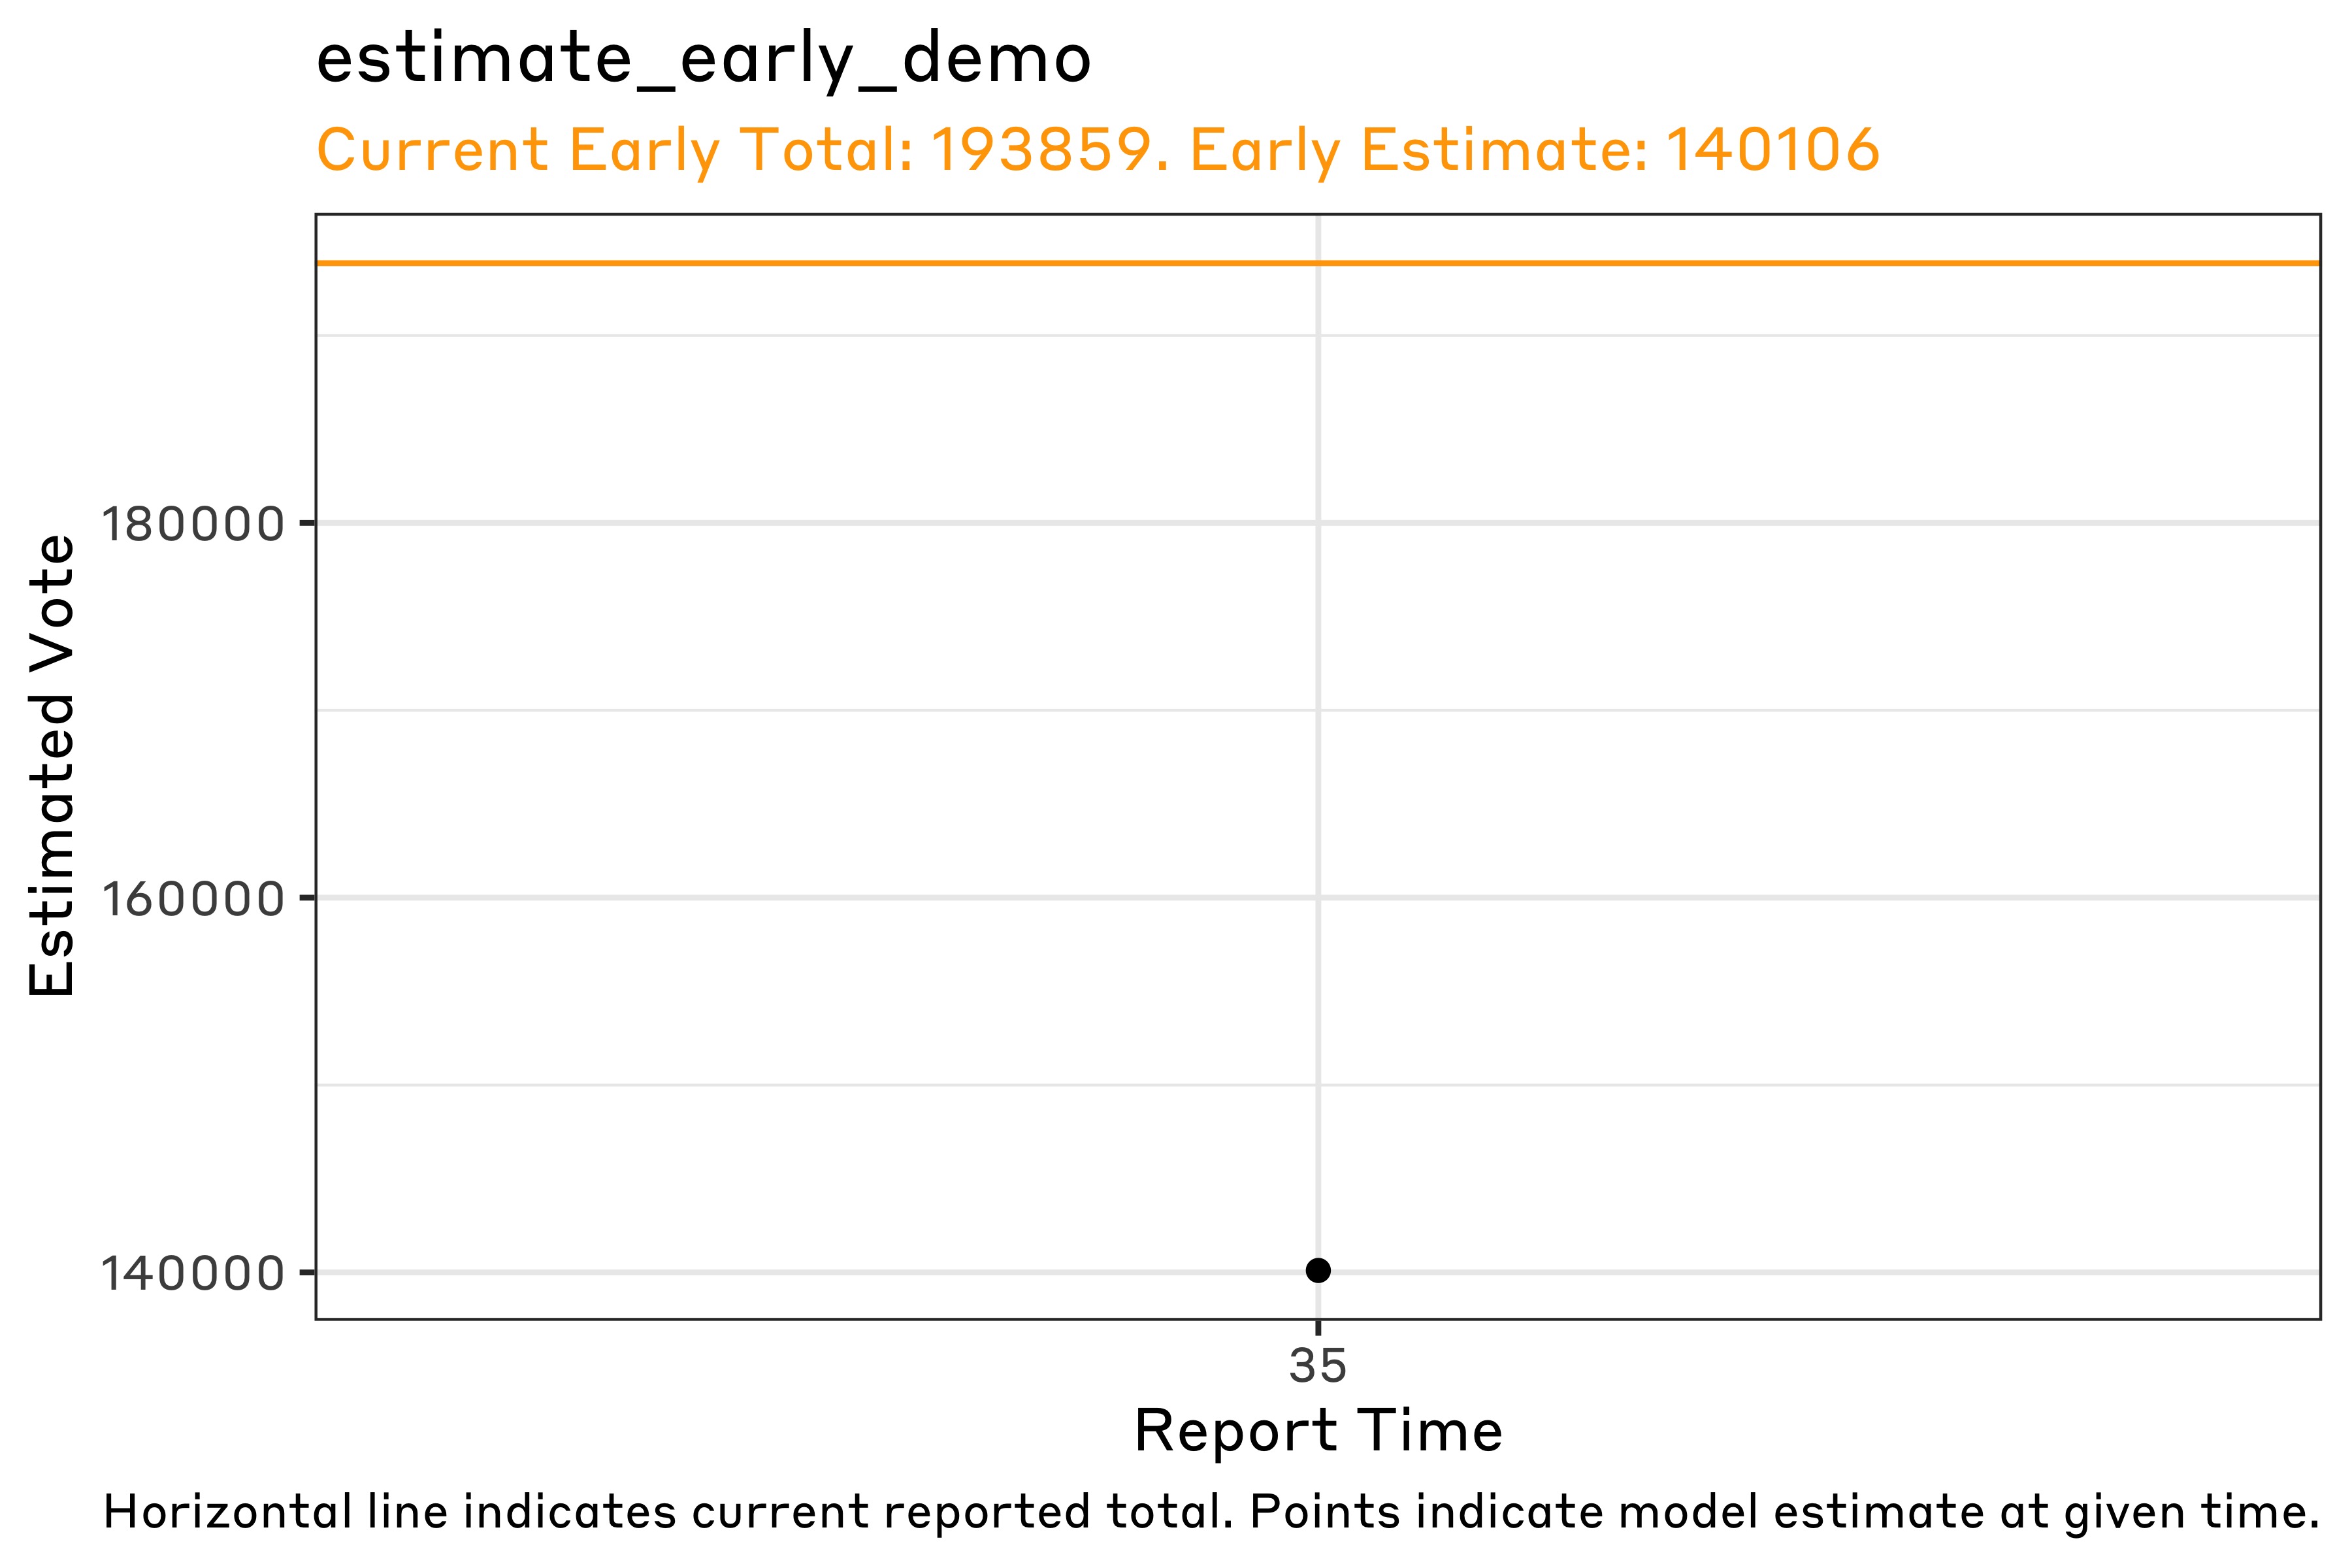 estimate_early_demo
Current Early Total: 193859. Early Estimate: 140106
Estimated Vote
180000
160000
140000
35
Report Time
Horizontal line indicates current reported total. Points indicate model estimate at given time.